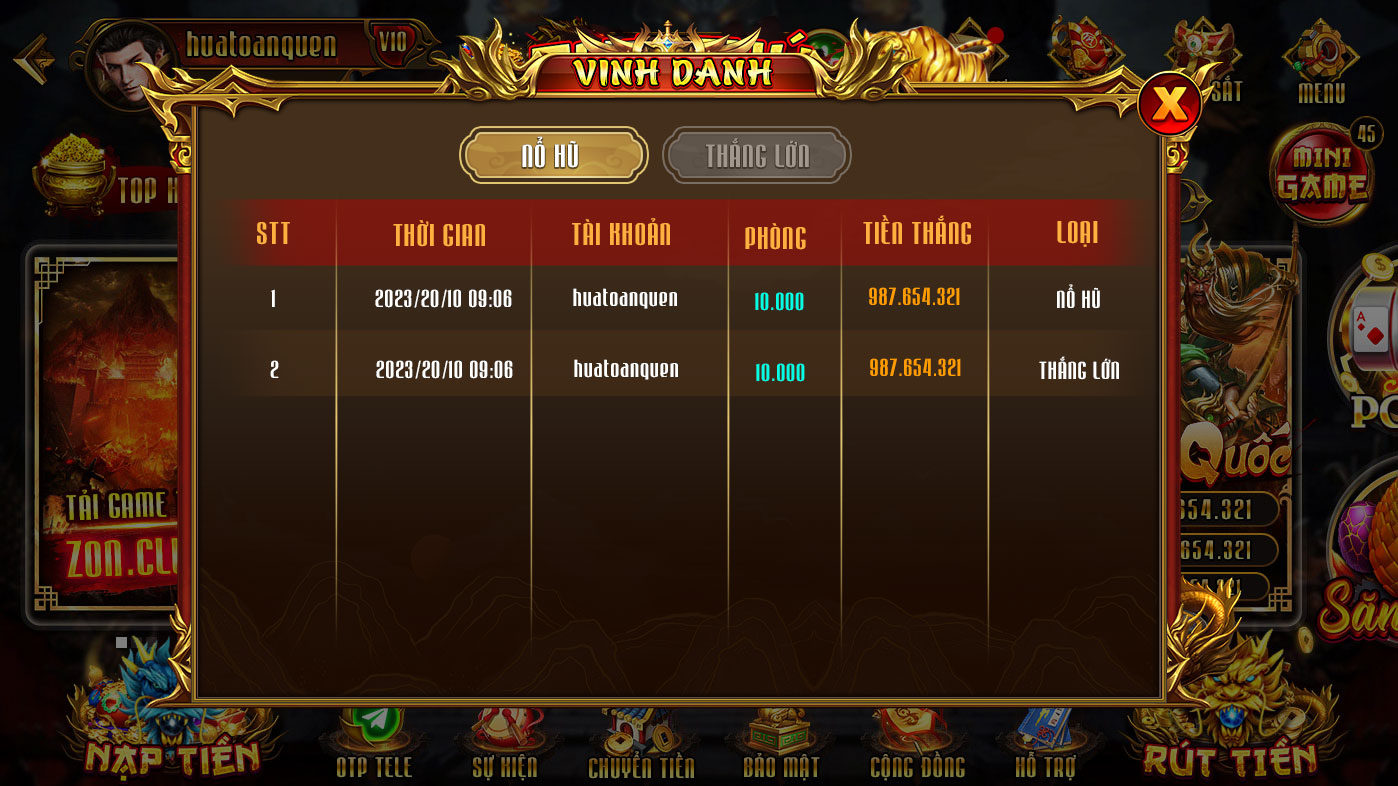 huatoanquen
V10
VINH DANH
SẮT
MENU
45
MINI
GAME
TOP
NỔ HŨ
THẮNG LỚN
STT
THỜI GIAN
TÀI KHOẢN
PHÒNG
TIỀN THẮNG
LOẠI
1
2023/20/10 09:06
huatoanquen
10.000
987.654.321
NỔ HŨ
2
2023/20/10 09:06
huatoanquen
10.000
987.654.321
THẮNG LỚN
A
TẢI GAME
ZON.CLU
Quốc
654.321
654.321
Săn
NẠP TIỀN
OTP TELE
SỰ KIỆN
CHUYỂN TIỀN
BẢO MẬT
CỘNG ĐỒNG
HỖ TRỢ
RÚT TIỀN